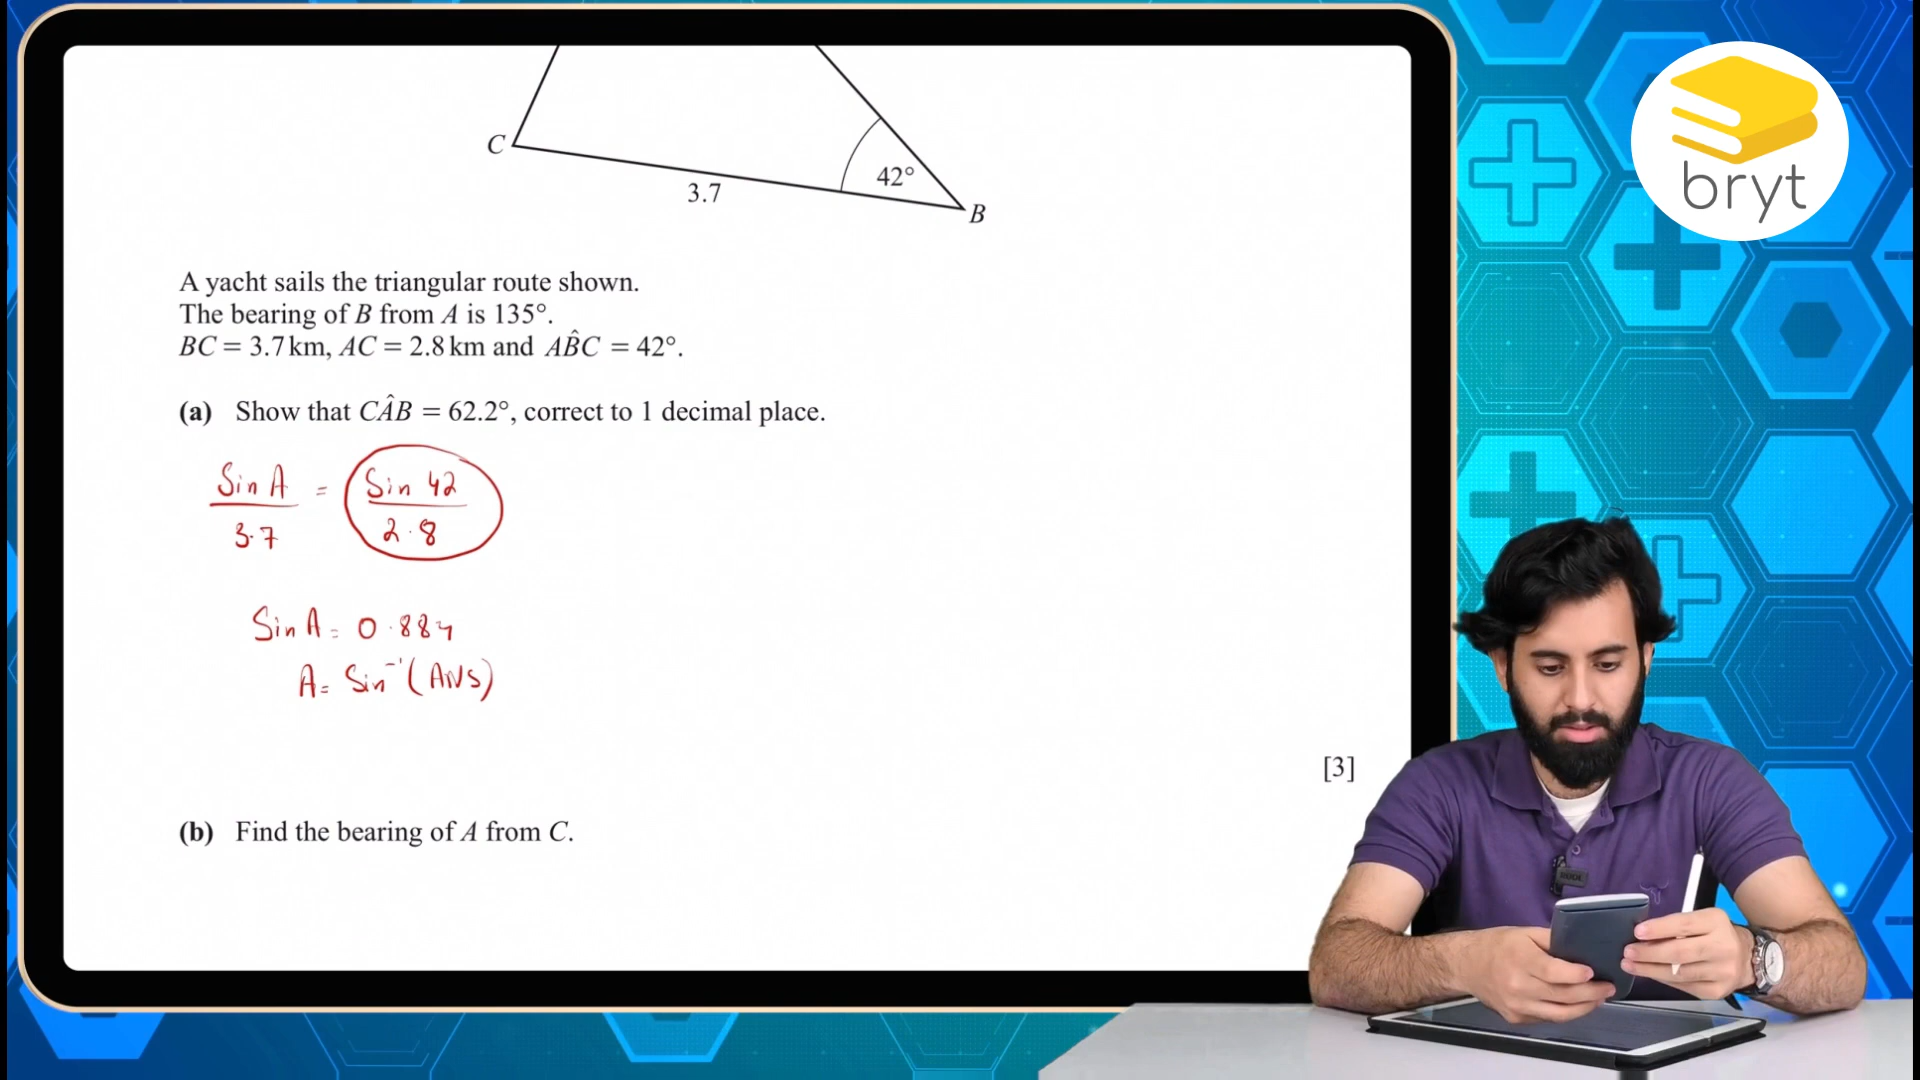 C
42°
3.7
B
bryt
A yacht sails the triangular route shown.
The bearing of B from A is 135°.
BC = 3.7 km, AC = 2.8 km and AB̂C = 42°.
(a) Show that CÂB = 62.2°, correct to 1 decimal place.
Sin A / 3.7 = Sin 42 / 2.8
Sin A = 0.884
A = Sin⁻¹ (ANS)
[3]
(b) Find the bearing of A from C.